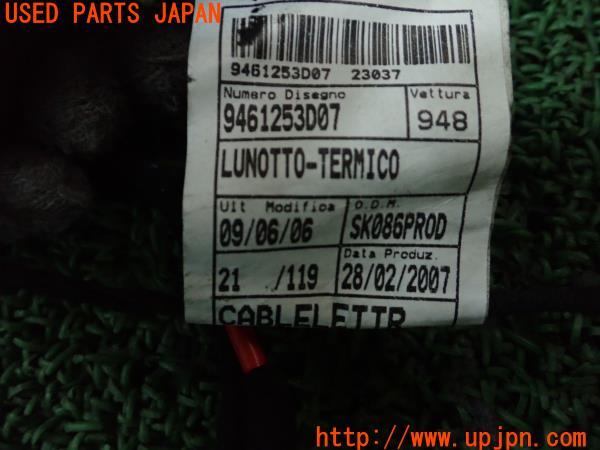 USED PARTS JAPAN
9461253D07 23037
Numero Disegno Vettura
9461253D07 948
LUNOTTO-TERMICO
Ult Modifica O.D.M.
09/06/06 SK086PROD
Data Produz.
21 /119 28/02/2007
CABLELETTR
http://www.upjpn.com